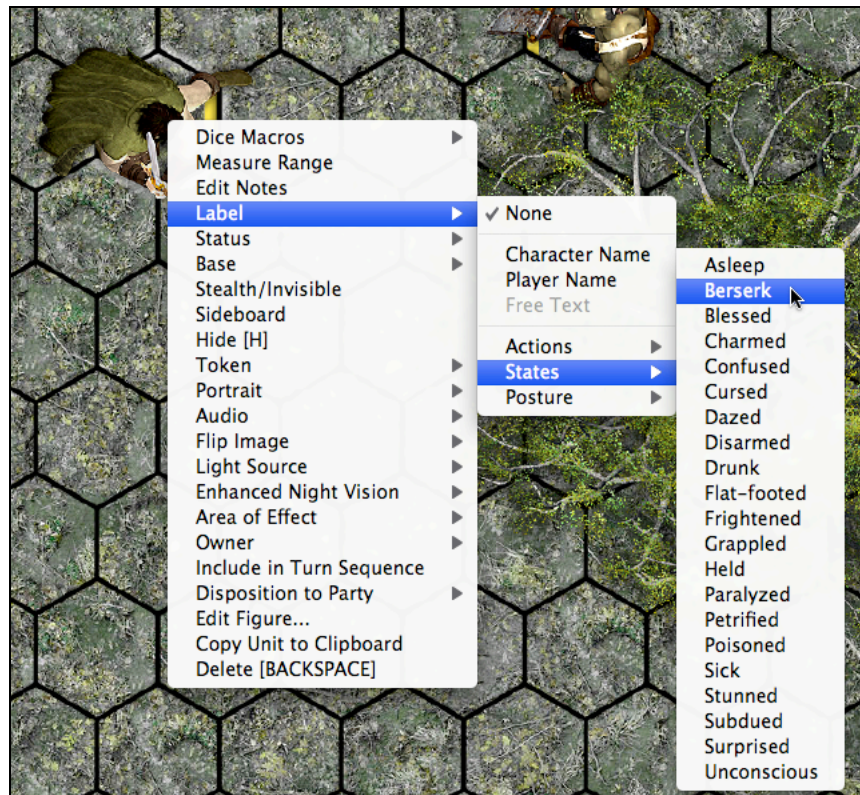 Dice Macros
Measure Range
Edit Notes
Label
Status
Base
Stealth/Invisible
Sideboard
Hide [H]
Token
Portrait
Audio
Flip Image
Light Source
Enhanced Night Vision
Area of Effect
Owner
Include in Turn Sequence
Disposition to Party
Edit Figure...
Copy Unit to Clipboard
Delete [BACKSPACE]
None
Character Name
Player Name
Free Text
Actions
States
Posture
Asleep
Berserk
Blessed
Charmed
Confused
Cursed
Dazed
Disarmed
Drunk
Flat-footed
Frightened
Grappled
Held
Paralyzed
Petrified
Poisoned
Sick
Stunned
Subdued
Surprised
Unconscious